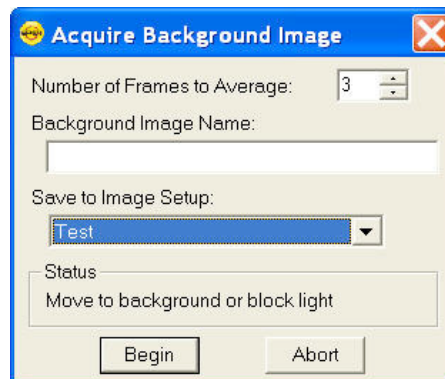 Acquire Background Image
Number of Frames to Average: 3
Background Image Name:
Save to Image Setup:
Test
Status
Move to background or block light
Begin Abort